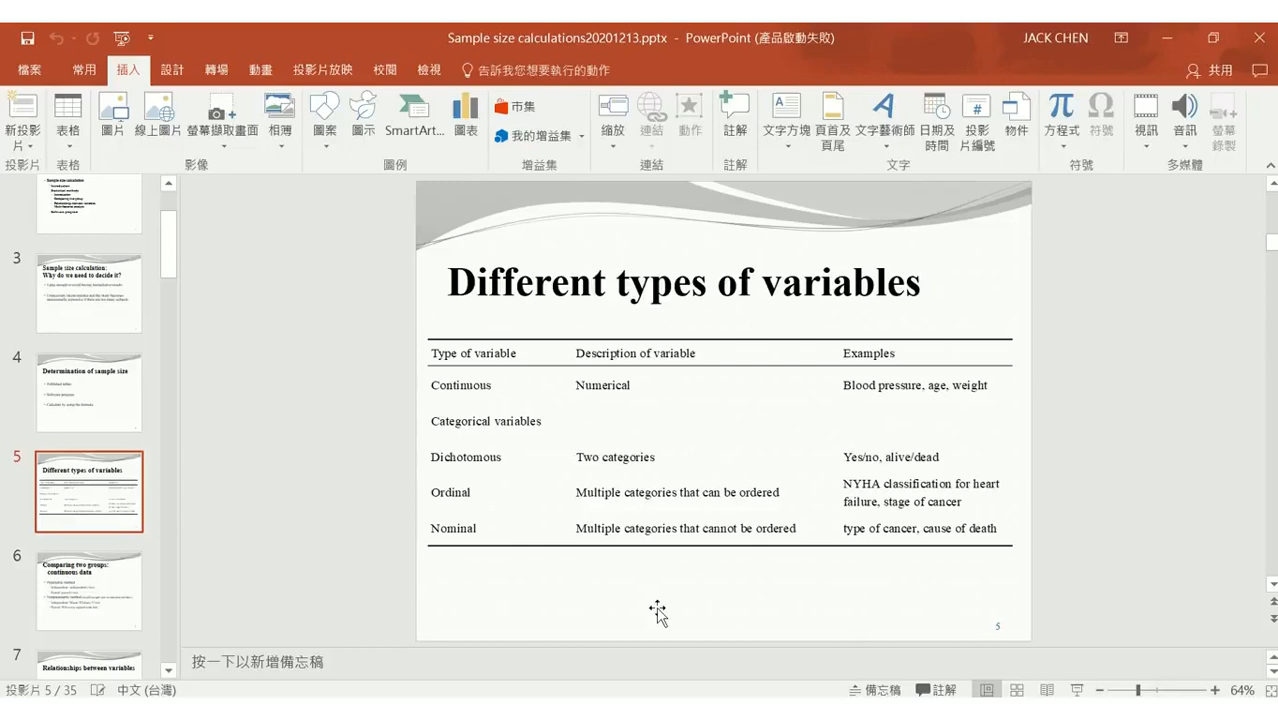 Sample size calculations20201213.pptx - PowerPoint (產品啟動失敗)
JACK CHEN
檔案 常用 插入 設計 轉場 動畫 投影片放映 校閱 檢視 告訴我您想要執行的動作 共用
新投影片 表格 圖片 線上圖片 螢幕擷取畫面 相簿 圖案 圖示 SmartArt... 圖表 市集 我的增益集 縮放 連結 動作 註解 文字方塊 頁首及頁尾 文字藝術師 日期及時間 投影片編號 物件 方程式 符號 視訊 音訊 螢幕錄製
投影片 表格 影像 圖例 增益集 連結 註解 文字 符號 多媒體
3
Sample size calculation:
Why do we need to decide it?
4
Determination of sample size
5
Different types of variables
6
Comparing two groups:
continuous data
7
Relationships between variables
Different types of variables
Type of variable Description of variable Examples
Continuous Numerical Blood pressure, age, weight
Categorical variables
Dichotomous Two categories Yes/no, alive/dead
Ordinal Multiple categories that can be ordered NYHA classification for heart
failure, stage of cancer
Nominal Multiple categories that cannot be ordered type of cancer, cause of death
5
按一下以新增備忘稿
投影片 5 / 35 中文 (台灣) 備忘稿 註解 64%